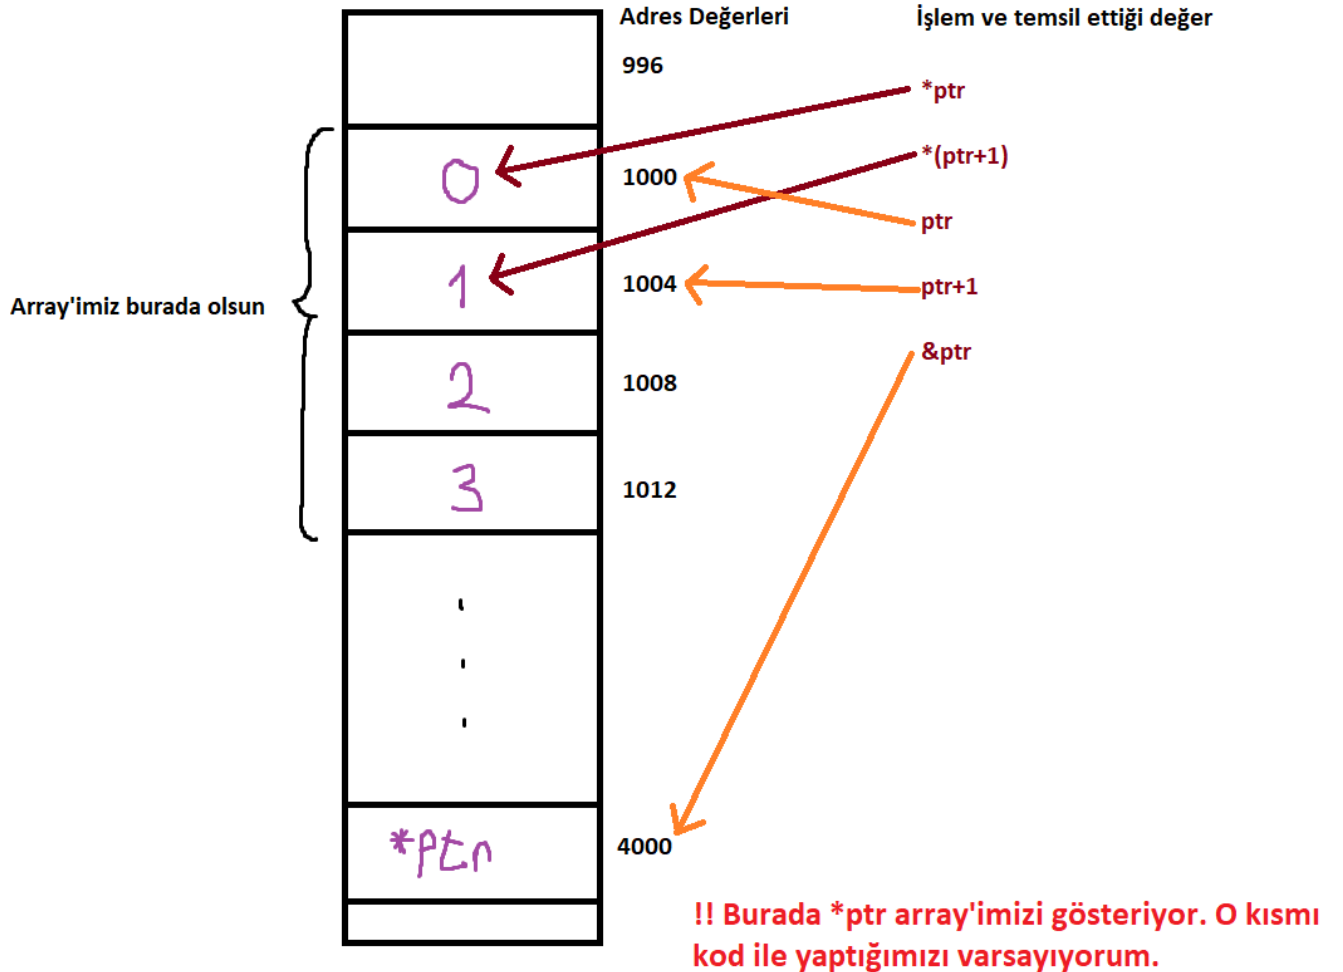 Adres Değerleri
İşlem ve temsil ettiği değer
996
*ptr
0
1000
*(ptr+1)
ptr
Array'imiz burada olsun
1
1004
ptr+1
2
1008
&ptr
3
1012
*ptr
4000
!! Burada *ptr array'imizi gösteriyor. O kısmı
kod ile yaptığımızı varsayıyorum.